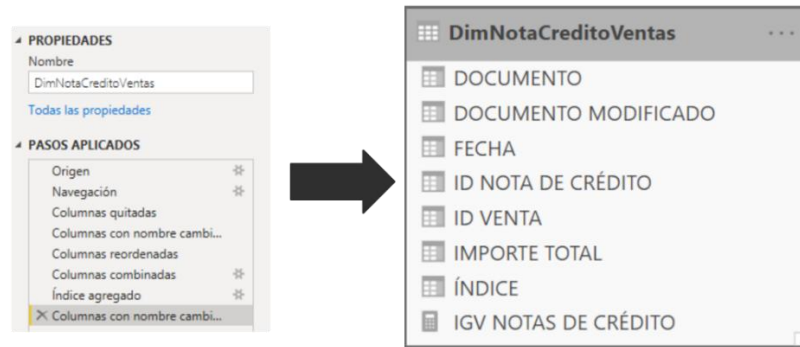 PROPIEDADES
Nombre
DimNotaCreditoVentas
Todas las propiedades
PASOS APLICADOS
Origen
Navegación
Columnas quitadas
Columnas con nombre cambi...
Columnas reordenadas
Columnas combinadas
Índice agregado
Columnas con nombre cambi...
DimNotaCreditoVentas
DOCUMENTO
DOCUMENTO MODIFICADO
FECHA
ID NOTA DE CRÉDITO
ID VENTA
IMPORTE TOTAL
ÍNDICE
IGV NOTAS DE CRÉDITO